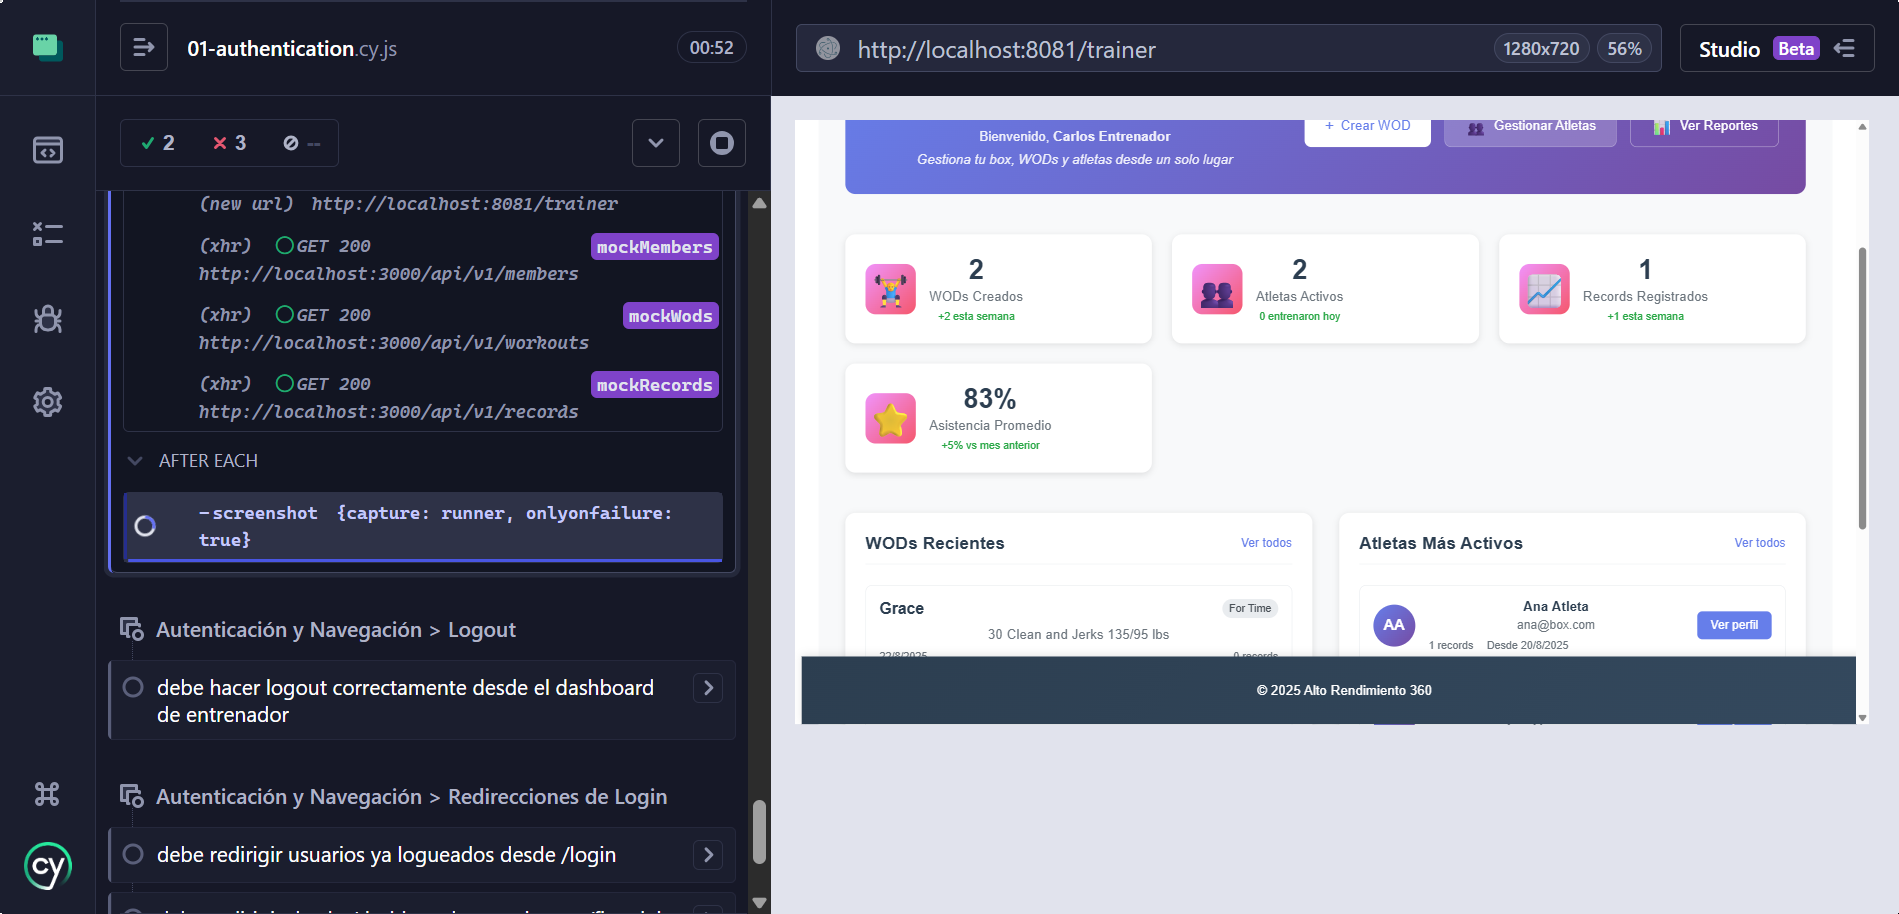 01-authentication.cy.js
00:52
2
3
--
(new url) http://localhost:8081/trainer
(xhr) GET 200 mockMembers
http://localhost:3000/api/v1/members
(xhr) GET 200 mockWods
http://localhost:3000/api/v1/workouts
(xhr) GET 200 mockRecords
http://localhost:3000/api/v1/records
AFTER EACH
-screenshot {capture: runner, onlyonfailure:
true}
Autenticación y Navegación > Logout
debe hacer logout correctamente desde el dashboard
de entrenador
Autenticación y Navegación > Redirecciones de Login
debe redirigir usuarios ya logueados desde /login
cy
http://localhost:8081/trainer
1280x720
56%
Studio Beta
Bienvenido, Carlos Entrenador
Gestiona tu box, WODs y atletas desde un solo lugar
+ Crear WOD
Gestionar Atletas
Ver Reportes
2
WODs Creados
+2 esta semana
2
Atletas Activos
0 entrenaron hoy
1
Records Registrados
+1 esta semana
83%
Asistencia Promedio
+5% vs mes anterior
WODs Recientes
Ver todos
Grace
For Time
30 Clean and Jerks 135/95 lbs
22/8/2025
0 records
Atletas Más Activos
Ver todos
AA
Ana Atleta
ana@box.com
1 records Desde 20/8/2025
Ver perfil
© 2025 Alto Rendimiento 360